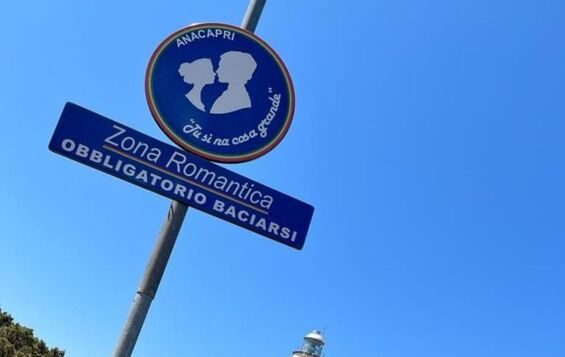 ANACAPRI
"Tu si na cosa grande"
Zona Romantica
OBBLIGATORIO BACIARSI